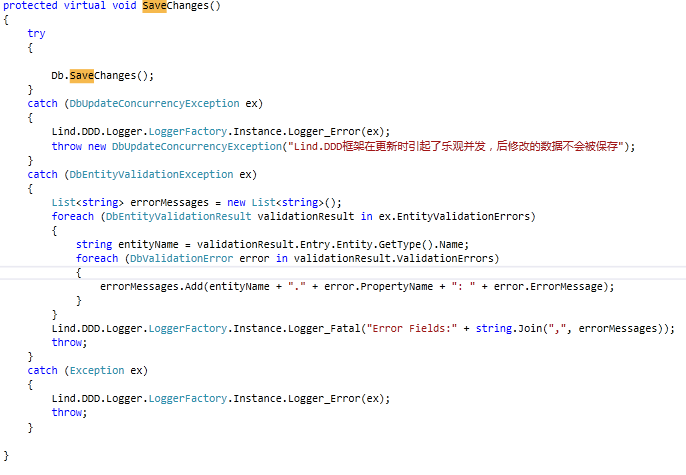 protected virtual void SaveChanges()
{
try
{
Db.SaveChanges();
}
catch (DbUpdateConcurrencyException ex)
{
Lind.DDD.Logger.LoggerFactory.Instance.Logger_Error(ex);
throw new DbUpdateConcurrencyException("Lind.DDD框架在更新时引起了乐观并发，后修改的数据不会被保存");
}
catch (DbEntityValidationException ex)
{
List<string> errorMessages = new List<string>();
foreach (DbEntityValidationResult validationResult in ex.EntityValidationErrors)
{
string entityName = validationResult.Entry.Entity.GetType().Name;
foreach (DbValidationError error in validationResult.ValidationErrors)
{
errorMessages.Add(entityName + "." + error.PropertyName + ": " + error.ErrorMessage);
}
}
Lind.DDD.Logger.LoggerFactory.Instance.Logger_Fatal("Error Fields:" + string.Join(",", errorMessages));
throw;
}
catch (Exception ex)
{
Lind.DDD.Logger.LoggerFactory.Instance.Logger_Error(ex);
throw;
}
}